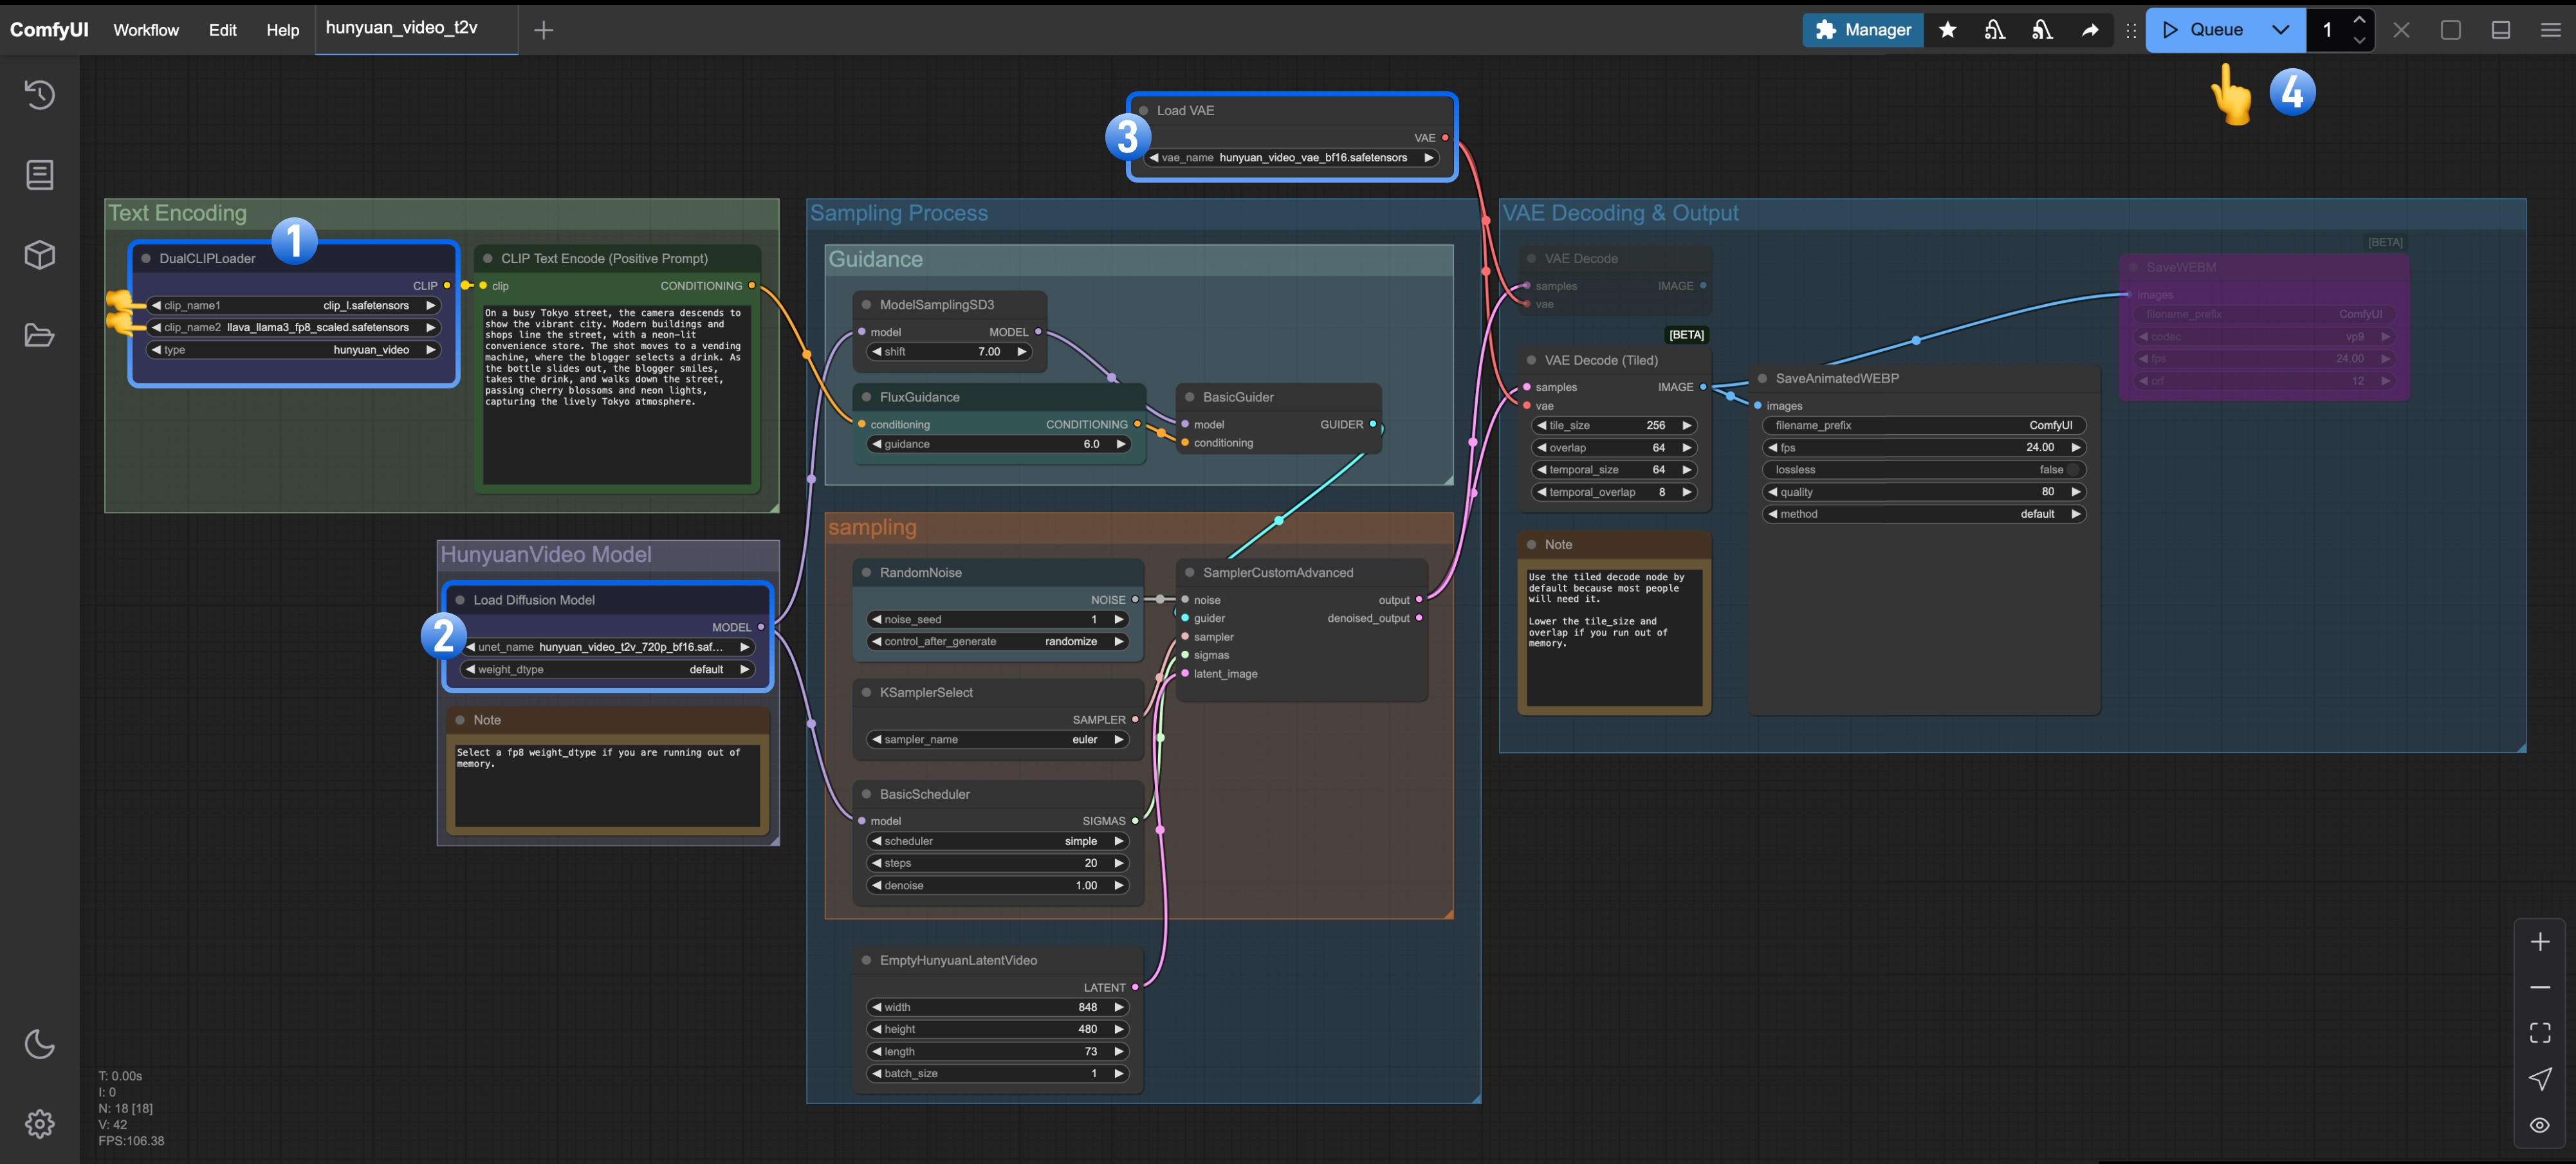 ComfyUI
Workflow
Edit
Help
hunyuan_video_t2v
Manager
Queue
1
4
Load VAE
3
VAE
vae_name hunyuan_video_vae_bf16.safetensors
Text Encoding
1
DualCLIPLoader
CLIP
clip_name1 clip_l.safetensors
clip_name2 llava_llama3_fp8_scaled.safetensors
type hunyuan_video
CLIP Text Encode (Positive Prompt)
clip CONDITIONING
On a busy Tokyo street, the camera descends to
show the vibrant city. Modern buildings and
shops line the street, with a neon-lit
convenience store. The shot moves to a vending
machine, where the blogger selects a drink. As
the bottle slides out, the blogger smiles,
takes the drink, and walks down the street,
passing cherry blossoms and neon lights,
capturing the lively Tokyo atmosphere.
HunyuanVideo Model
Load Diffusion Model
2
MODEL
unet_name hunyuan_video_t2v_720p_bf16.saf...
weight_dtype default
Note
Select a fp8 weight_dtype if you are running out of
memory.
Sampling Process
Guidance
ModelSamplingSD3
model MODEL
shift 7.00
FluxGuidance
conditioning CONDITIONING
guidance 6.0
BasicGuider
model GUIDER
conditioning
sampling
RandomNoise
NOISE
noise_seed 1
control_after_generate randomize
KSamplerSelect
SAMPLER
sampler_name euler
BasicScheduler
model SIGMAS
scheduler simple
steps 20
denoise 1.00
SamplerCustomAdvanced
noise output
guider denoised_output
sampler
sigmas
latent_image
EmptyHunyuanLatentVideo
LATENT
width 848
height 480
length 73
batch_size 1
VAE Decoding & Output
VAE Decode
samples IMAGE
vae
[BETA]
VAE Decode (Tiled)
samples IMAGE
vae
tile_size 256
overlap 64
temporal_size 64
temporal_overlap 8
Note
Use the tiled decode node by
default because most people
will need it.
Lower the tile_size and
overlap if you run out of
memory.
SaveAnimatedWEBP
images
filename_prefix ComfyUI
fps 24.00
lossless false
quality 80
method default
[BETA]
SaveWEBM
images
filename_prefix ComfyUI
codec vp9
fps 24.00
crf 12
T: 0.00s
I: 0
N: 18 [18]
V: 42
FPS:106.38